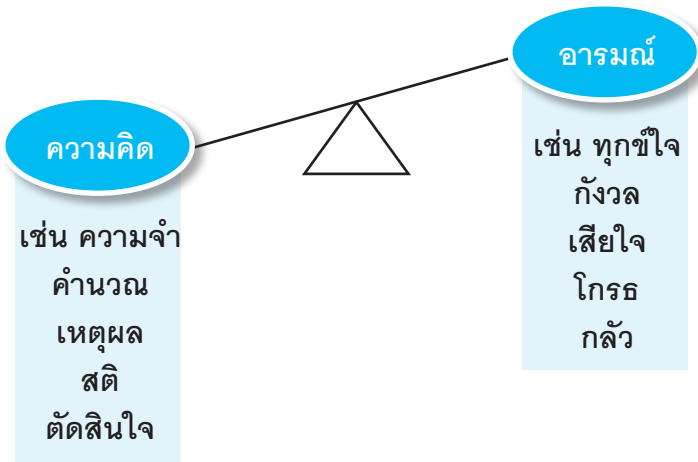 อารมณ์
เช่น ทุกข์ใจ
กังวล
เสียใจ
โกรธ
กลัว
ความคิด
เช่น ความจำ
คำนวณ
เหตุผล
สติ
ตัดสินใจ